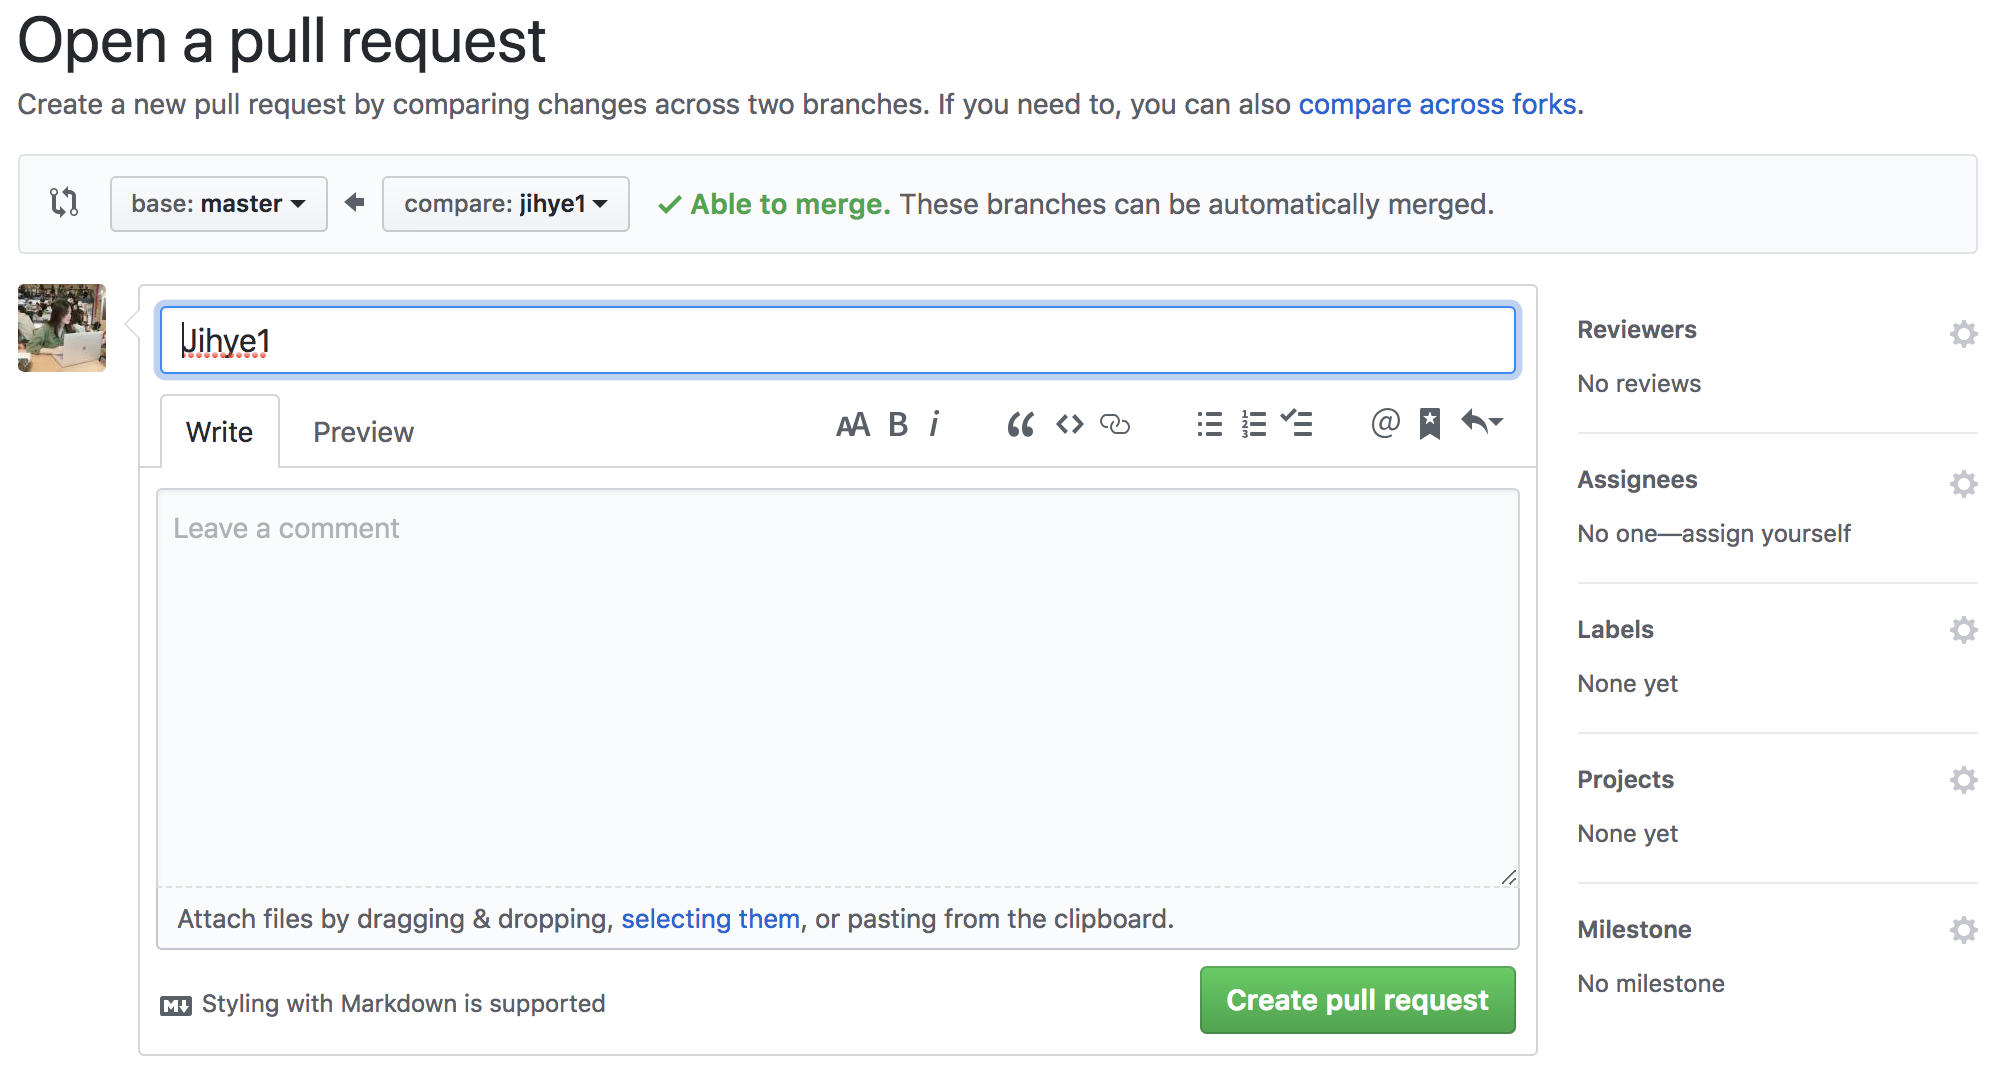 Open a pull request
Create a new pull request by comparing changes across two branches. If you need to, you can also compare across forks.
base: master compare: jihye1 Able to merge. These branches can be automatically merged.
Jihye1
Write Preview AA B i @
Leave a comment
Attach files by dragging & dropping, selecting them, or pasting from the clipboard.
M Styling with Markdown is supported
Create pull request
Reviewers
No reviews
Assignees
No one—assign yourself
Labels
None yet
Projects
None yet
Milestone
No milestone